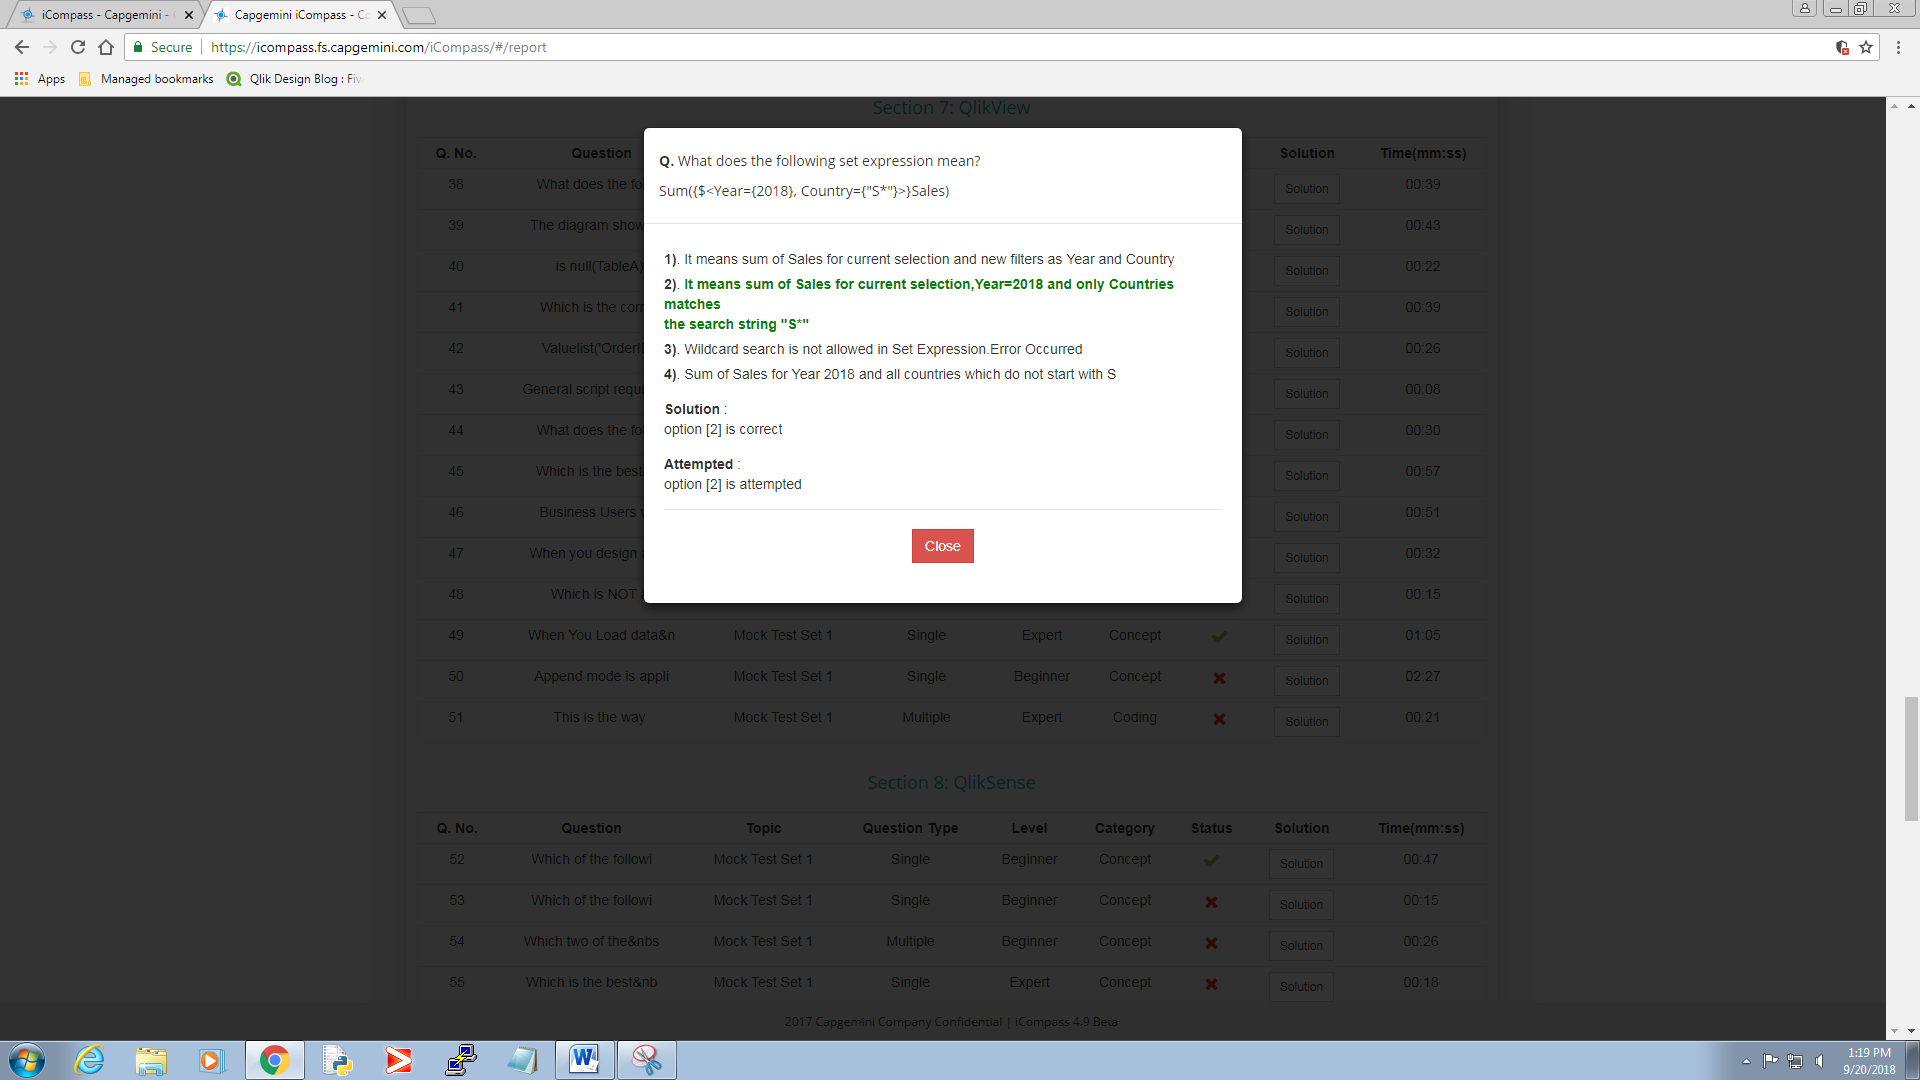 iCompass - Capgemini -
Capgemini iCompass - C
Secure
https://icompass.fs.capgemini.com/iCompass/#/report
Apps
Managed bookmarks
Qlik Design Blog : Fiv
Section 7: QlikView
Q. No. Question Solution Time(mm:ss)
38 What does the fo Solution 00:39
39 The diagram show Solution 00:43
40 is null(TableA) Solution 00:22
41 Which is the corr Solution 00:39
42 Valuelist('OrderI Solution 00:26
43 General script requi Solution 00:08
44 What does the fo Solution 00:30
45 Which is the best Solution 00:57
46 Business Users Solution 00:51
47 When you design Solution 00:32
48 Which is NOT Solution 00:15
49 When You Load data&n Mock Test Set 1 Single Expert Concept Solution 01:05
50 Append mode is appli Mock Test Set 1 Single Beginner Concept Solution 02:27
51 This is the way Mock Test Set 1 Multiple Expert Coding Solution 00:21
Q. What does the following set expression mean?
Sum({$<Year={2018}, Country={"S*"}>}Sales)
1). It means sum of Sales for current selection and new filters as Year and Country
2). It means sum of Sales for current selection,Year=2018 and only Countries
matches
the search string "S*"
3). Wildcard search is not allowed in Set Expression.Error Occurred
4). Sum of Sales for Year 2018 and all countries which do not start with S
Solution :
option [2] is correct
Attempted :
option [2] is attempted
Close
Section 8: QlikSense
Q. No. Question Topic Question Type Level Category Status Solution Time(mm:ss)
52 Which of the followi Mock Test Set 1 Single Beginner Concept Solution 00:47
53 Which of the followi Mock Test Set 1 Single Beginner Concept Solution 00:15
54 Which two of the&nbs Mock Test Set 1 Multiple Beginner Concept Solution 00:26
55 Which is the best&nb Mock Test Set 1 Single Expert Concept Solution 00:18
2017 Capgemini Company Confidential | iCompass 4.9 Beta
1:19 PM
9/20/2018